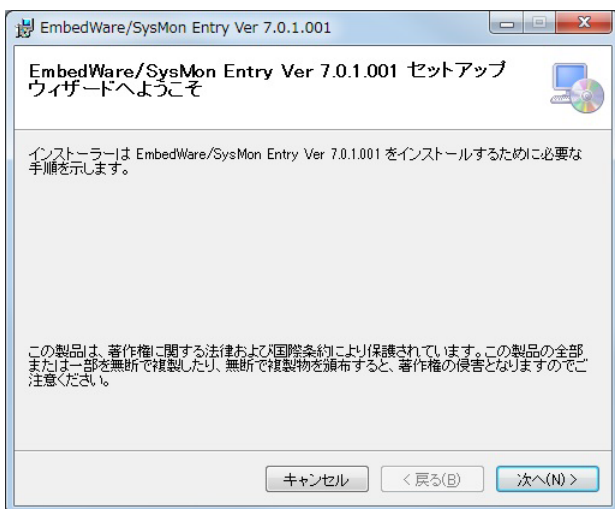 EmbedWare/SysMon Entry Ver 7.0.1.001
EmbedWare/SysMon Entry Ver 7.0.1.001 セットアップ
ウィザードへようこそ
インストーラーは EmbedWare/SysMon Entry Ver 7.0.1.001 をインストールするために必要な
手順を示します。
この製品は、著作権に関する法律および国際条約により保護されています。この製品の全部
または一部を無断で複製したり、無断で複製物を頒布すると、著作権の侵害となりますのでご
注意ください。
キャンセル
< 戻る(B)
次へ(N) >